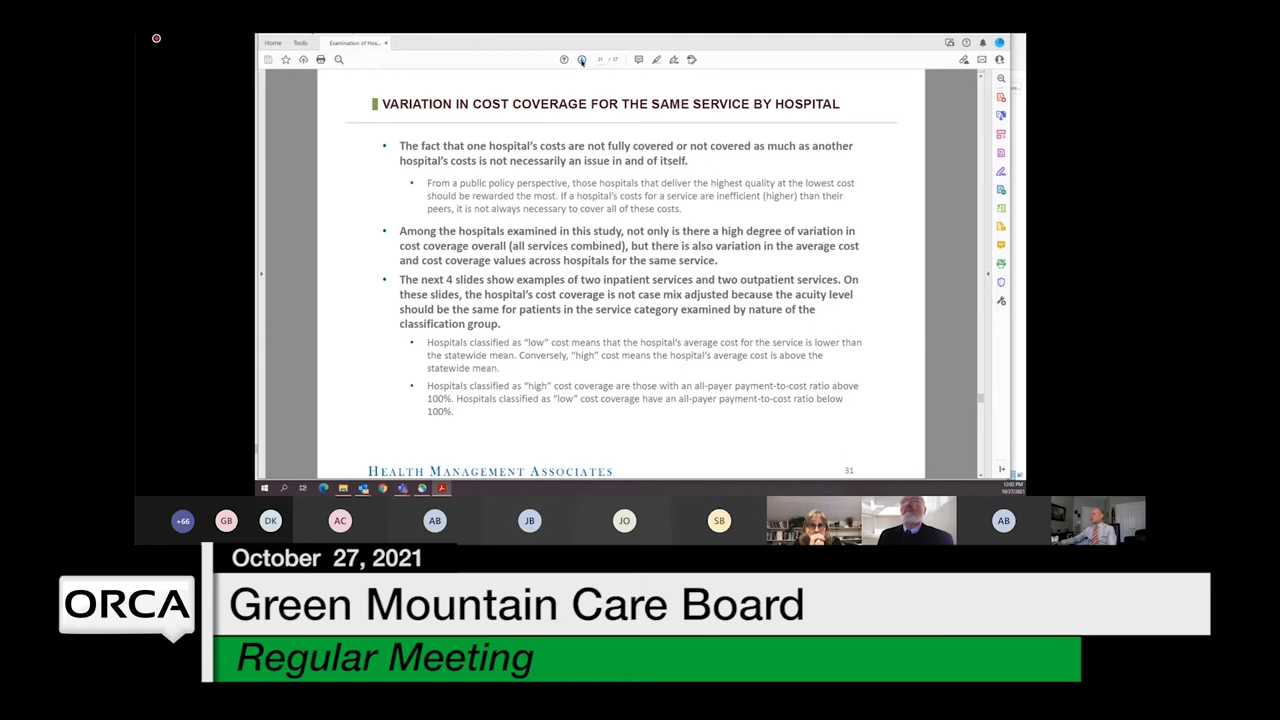 Home Tools Examination of Hos... ×
31 / 37
VARIATION IN COST COVERAGE FOR THE SAME SERVICE BY HOSPITAL
• The fact that one hospital's costs are not fully covered or not covered as much as another
hospital's costs is not necessarily an issue in and of itself.
• From a public policy perspective, those hospitals that deliver the highest quality at the lowest cost
should be rewarded the most. If a hospital's costs for a service are inefficient (higher) than their
peers, it is not always necessary to cover all of these costs.
• Among the hospitals examined in this study, not only is there a high degree of variation in
cost coverage overall (all services combined), but there is also variation in the average cost
and cost coverage values across hospitals for the same service.
• The next 4 slides show examples of two inpatient services and two outpatient services. On
these slides, the hospital's cost coverage is not case mix adjusted because the acuity level
should be the same for patients in the service category examined by nature of the
classification group.
• Hospitals classified as "low" cost means that the hospital's average cost for the service is lower than
the statewide mean. Conversely, "high" cost means the hospital's average cost is above the
statewide mean.
• Hospitals classified as "high" cost coverage are those with an all-payer payment-to-cost ratio above
100%. Hospitals classified as "low" cost coverage have an all-payer payment-to-cost ratio below
100%.
HEALTH MANAGEMENT ASSOCIATES 31
12:02 PM
10/27/2021
+66 GB DK AC AB JB JO SB AB
October 27, 2021
ORCA
Green Mountain Care Board
Regular Meeting